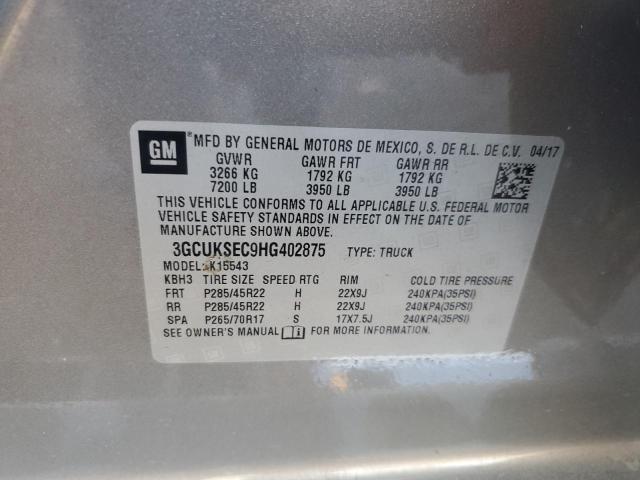 GM ® MFD BY GENERAL MOTORS DE MEXICO, S. DE R.L. DE C.V. 04/17
GVWR GAWR FRT GAWR RR
3266 KG 1792 KG 1792 KG
7200 LB 3950 LB 3950 LB
THIS VEHICLE CONFORMS TO ALL APPLICABLE U.S. FEDERAL MOTOR
VEHICLE SAFETY STANDARDS IN EFFECT ON THE DATE OF
MANUFACTURE SHOWN ABOVE.
3GCUKSEC9HG402875 TYPE: TRUCK
MODEL: K15543
KBH3 TIRE SIZE SPEED RTG RIM COLD TIRE PRESSURE
FRT P285/45R22 H 22X9J 240KPA(35PSI)
RR P285/45R22 H 22X9J 240KPA(35PSI)
SPA P265/70R17 S 17X7.5J 240KPA(35PSI)
SEE OWNER'S MANUAL FOR MORE INFORMATION.